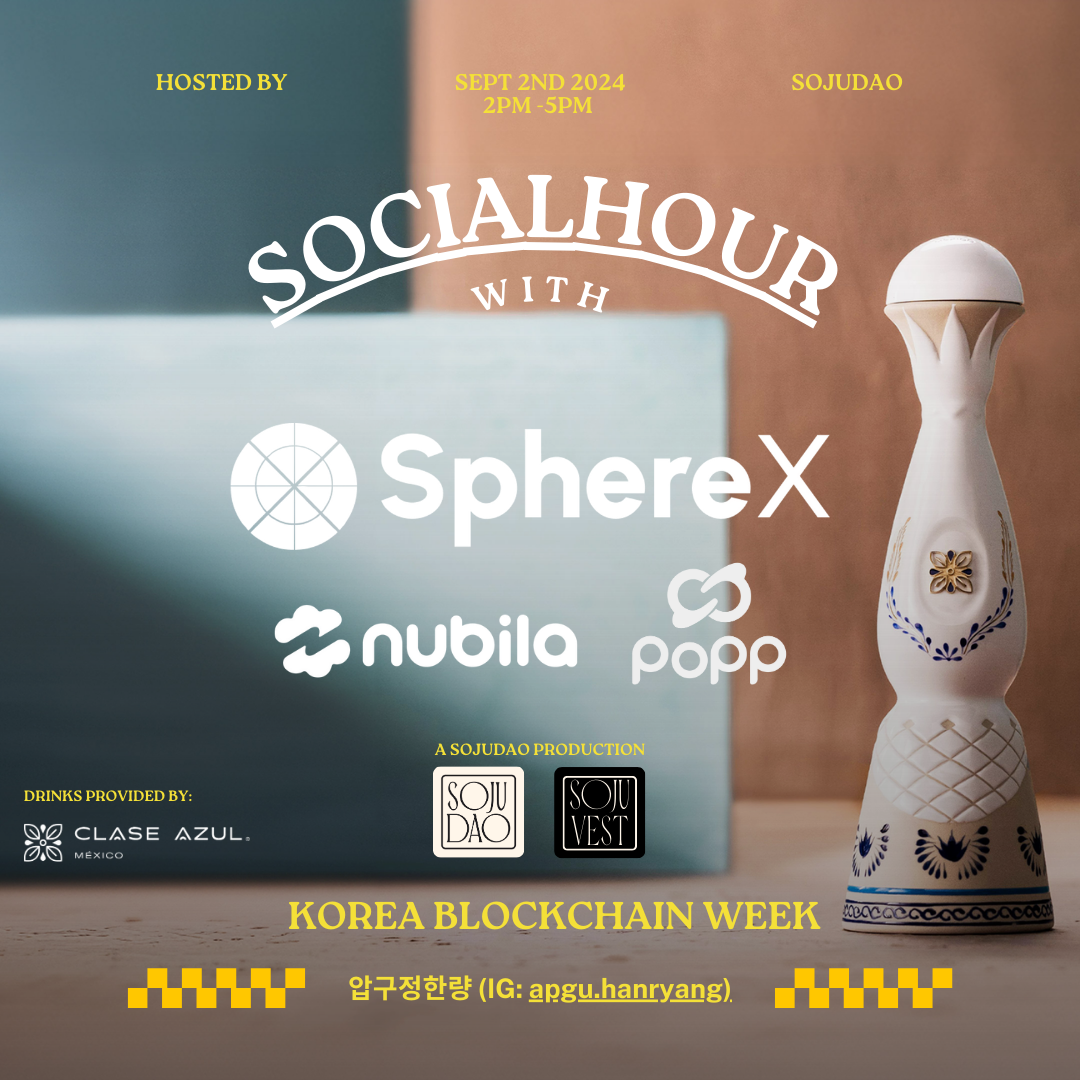 HOSTED BY
SEPT 2ND 2024
2PM -5PM
SOJUDAO
SOCIALHOUR
WITH
SphereX
nubila
popp
A SOJUDAO PRODUCTION
SOJU
DAO
SOJU
VEST
DRINKS PROVIDED BY:
CLASE AZUL®
MÉXICO
KOREA BLOCKCHAIN WEEK
압구정한량 (IG: apgu.hanryang)